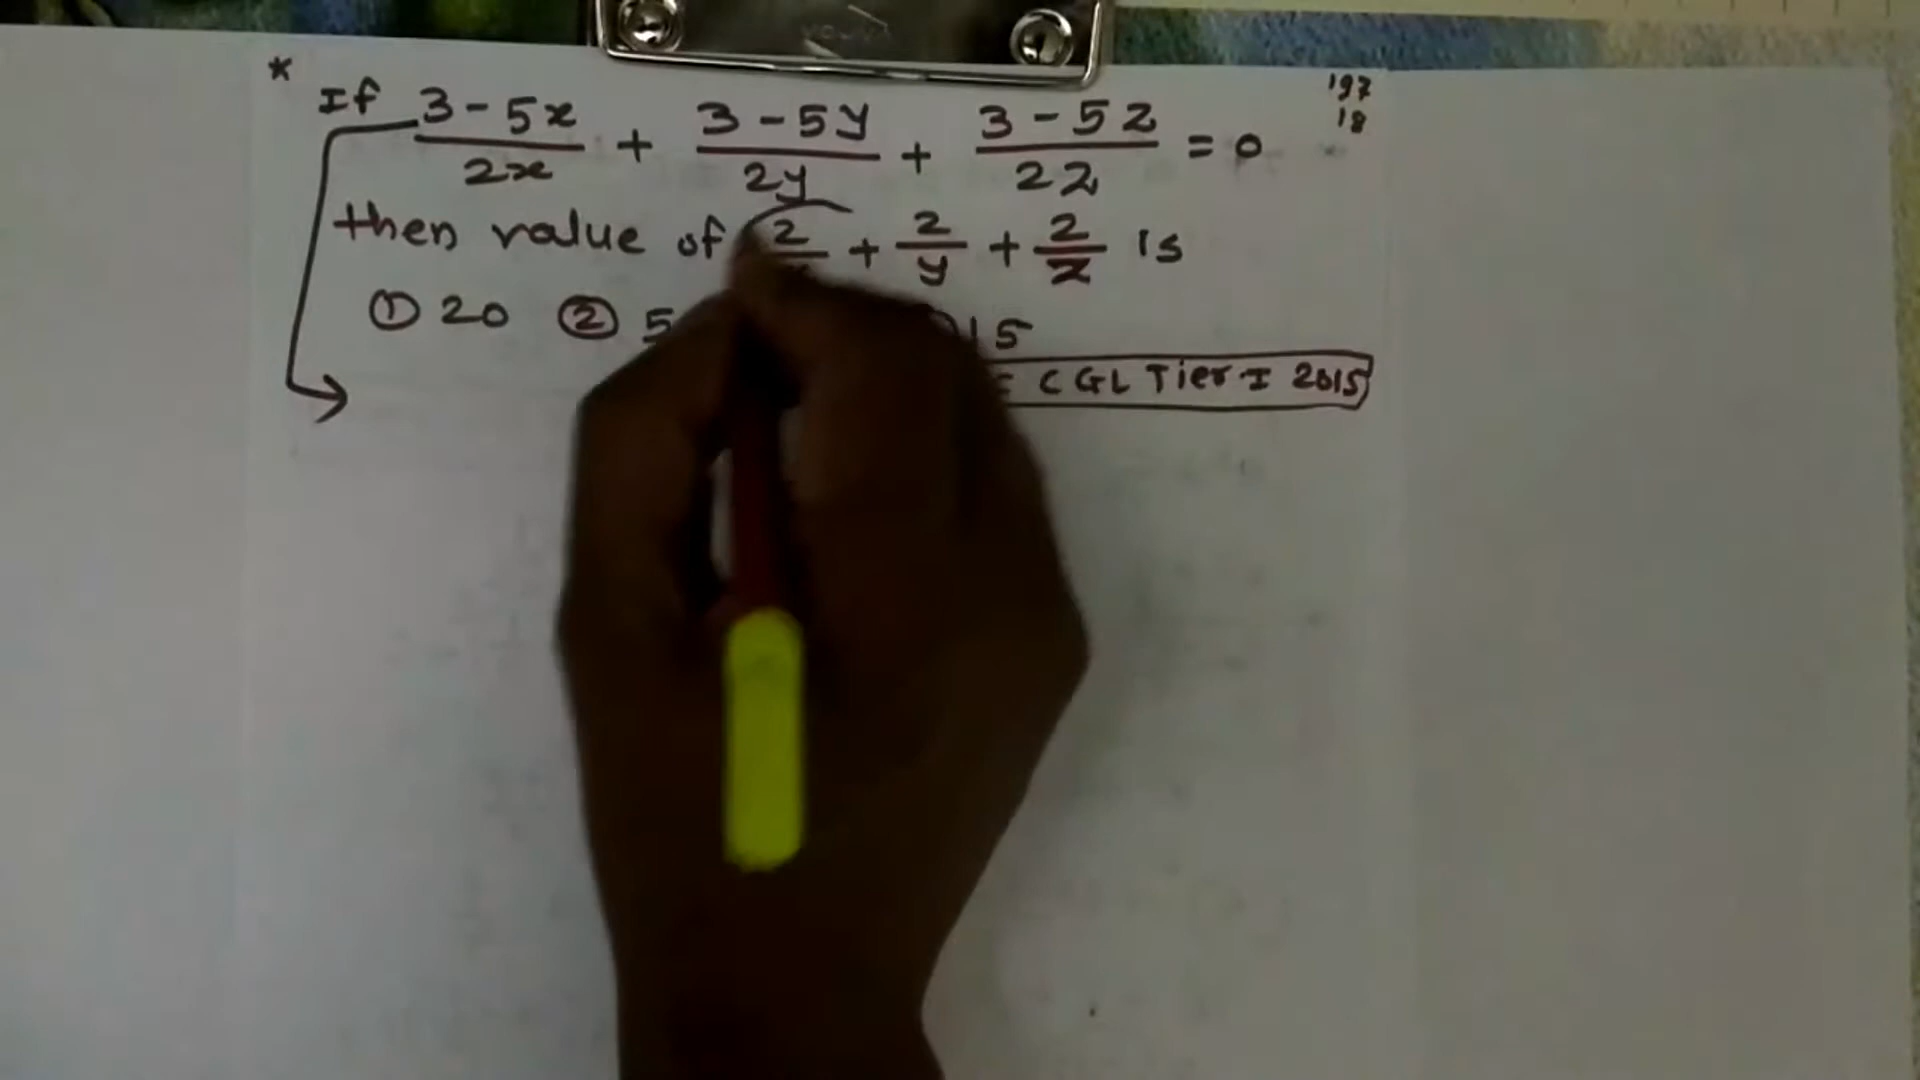 * If (3-5x)/2x + (3-5y)/2y + (3-5z)/2z = 0
197
18
then value of 2/ + 2/y + 2/z is
① 20 ② 5 15
CGL Tier I 2015